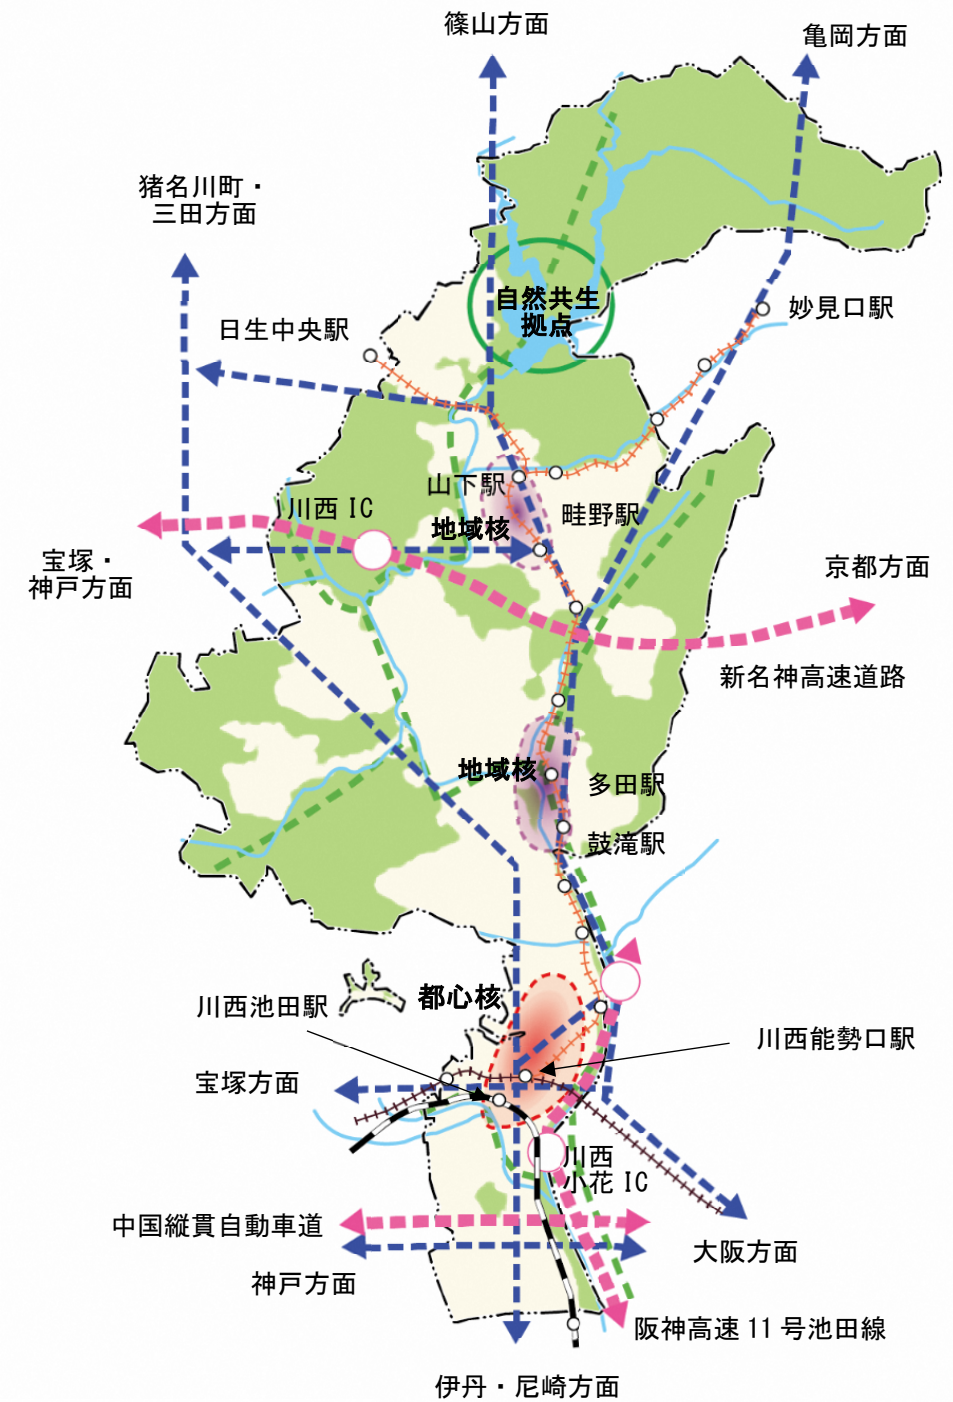 篠山方面
亀岡方面
猪名川町・
三田方面
自然共生
拠点
妙見口駅
日生中央駅
山下駅
川西 IC
地域核
畦野駅
宝塚・
神戸方面
京都方面
新名神高速道路
地域核
多田駅
鼓滝駅
都心核
川西池田駅
川西能勢口駅
宝塚方面
川西
小花 IC
中国縦貫自動車道
大阪方面
神戸方面
阪神高速 11 号池田線
伊丹・尼崎方面